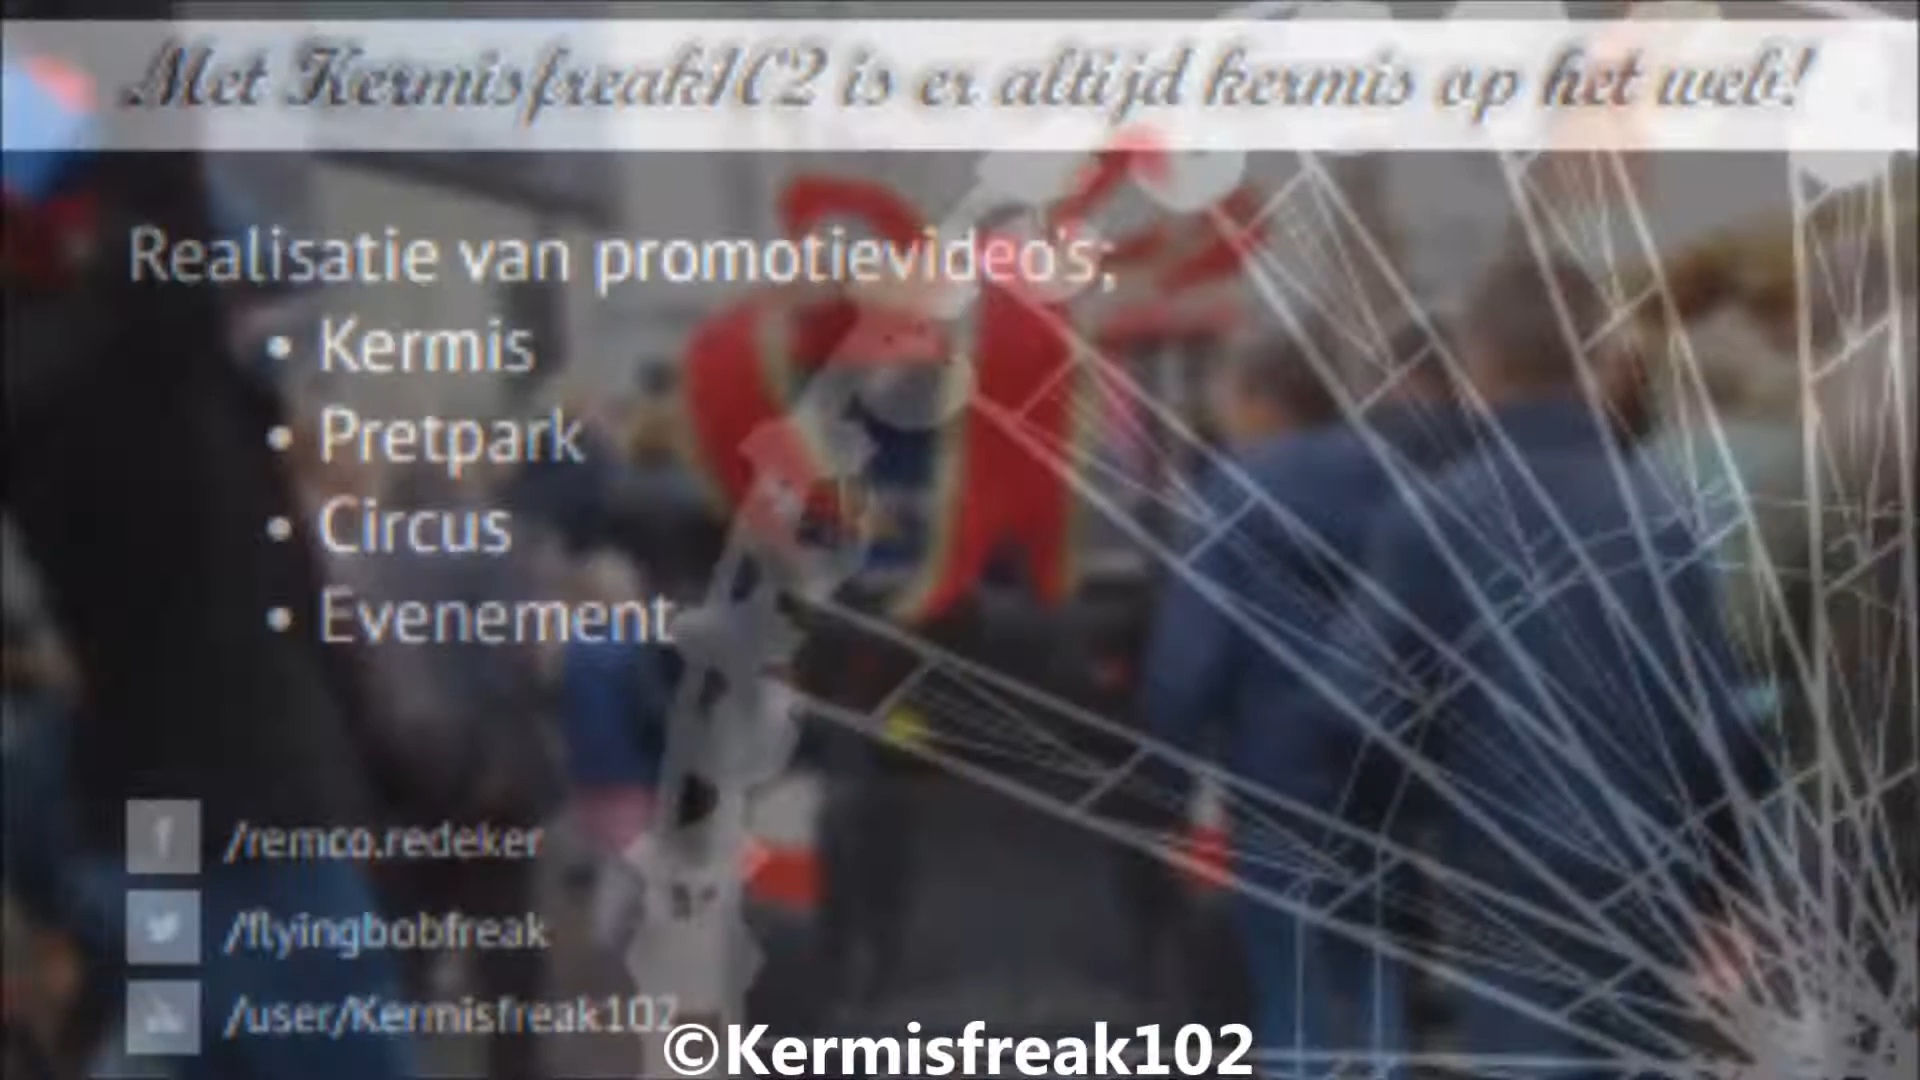 Met Kermisfreak102 is er altijd kermis op het web!
Realisatie van promotievideo's;
• Kermis
• Pretpark
• Circus
• Evenement
/remco.redeker
/flyingbobfreak
/user/Kermisfreak102
©Kermisfreak102